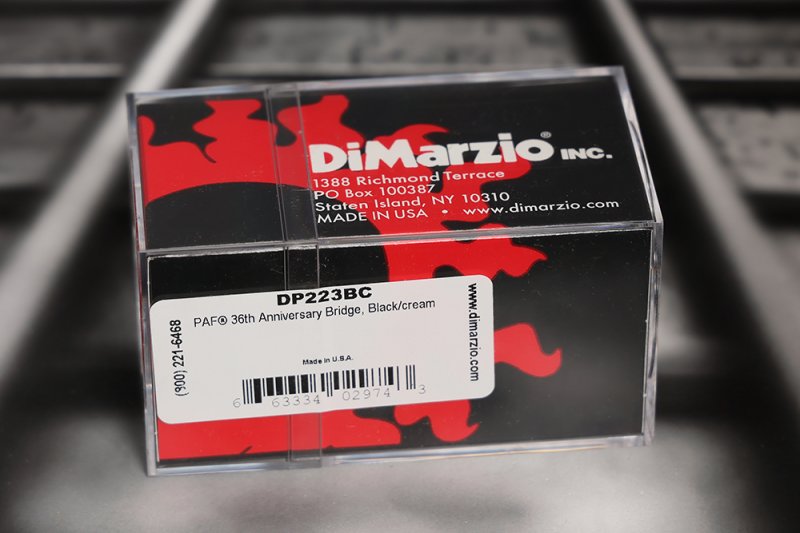 DiMarzio® INC.
1388 Richmond Terrace
PO Box 100387
Staten Island, NY 10310
MADE IN USA • www.dimarzio.com
DP223BC
PAF® 36th Anniversary Bridge, Black/cream
(900) 221-6468
www.dimarzio.com
Made in U.S.A.
6 63334 02974 3